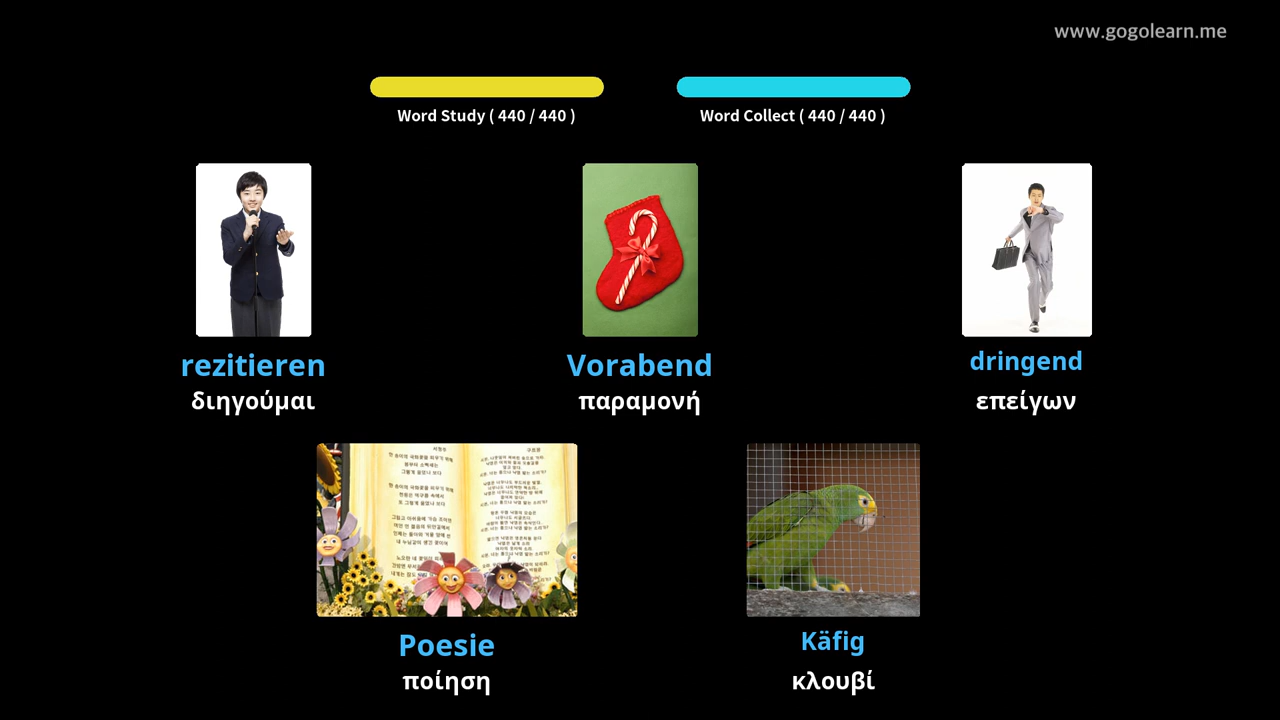 www.gogolearn.me
Word Study ( 440 / 440 )
Word Collect ( 440 / 440 )
rezitieren
διηγούμαι
Vorabend
παραμονή
dringend
επείγων
Poesie
ποίηση
Käfig
κλουβί